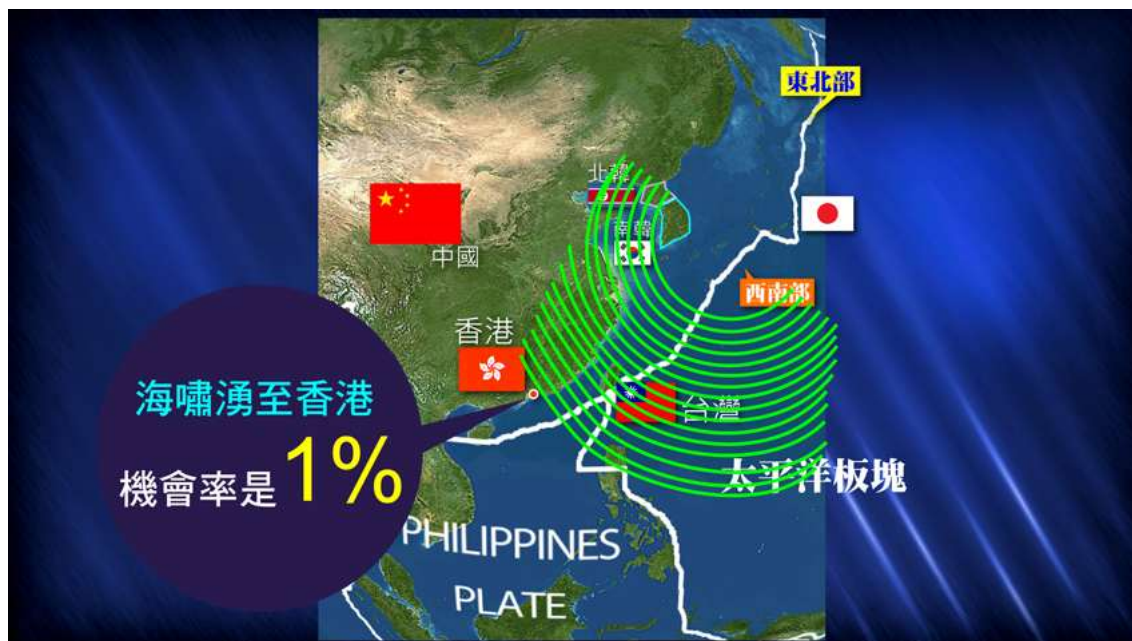 東北部
北韓
南韓
中國
西南部
香港
台灣
海嘯湧至香港
機會率是1%
太平洋板塊
PHILIPPINES
PLATE